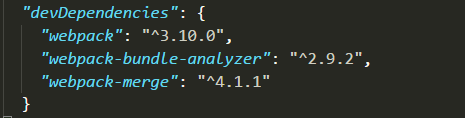 "devDependencies": {
"webpack": "^3.10.0",
"webpack-bundle-analyzer": "^2.9.2",
"webpack-merge": "^4.1.1"
}